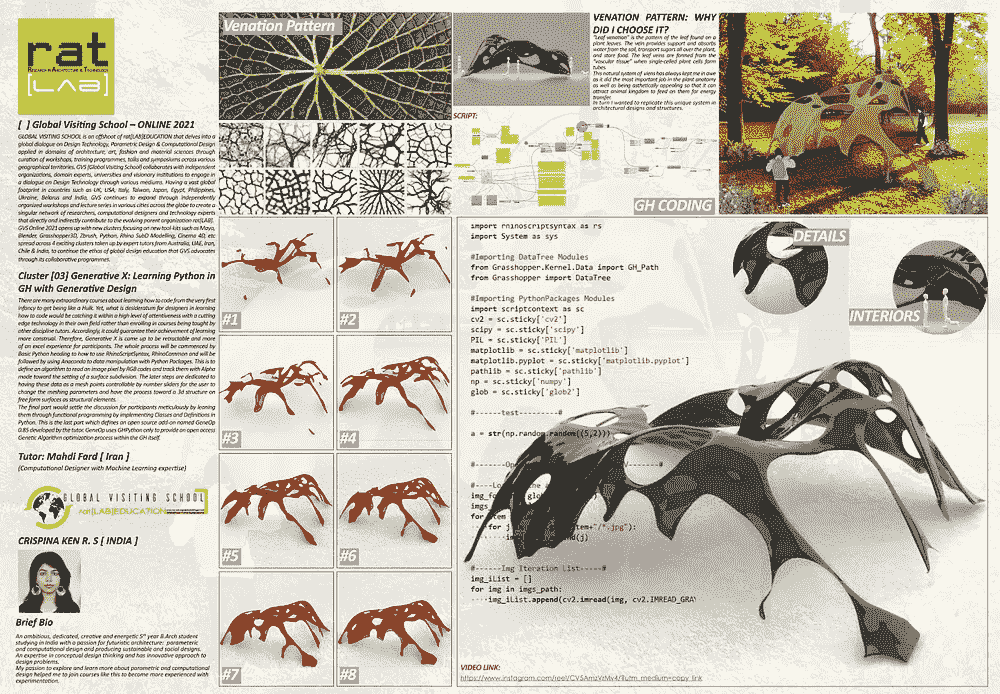 rat
RESEARCH IN ARCHITECTURE & TECHNOLOGY
[LAB]
[ ] Global Visiting School – ONLINE 2021
GLOBAL VISITING SCHOOL is an offshoot of rat[LAB]EDUCATION that delves into a
global dialogue on Design Technology, Parametric Design & Computational Design
applied in domains of architecture, art, fashion and material sciences through
curation of workshops, training programmes, talks and symposiums across various
geographical territories. GVS [Global Visiting School] collaborates with independent
organizations, domain experts, universities and visionary institutions to engage in
a dialogue on Design Technology through various mediums. Having a vast global
footprint in countries such as UK, USA, Italy, Taiwan, Japan, Egypt, Philippines,
Ukraine, Belarus and India, GVS continues to expand through independently
organized workshops and lecture series in various cities across the globe to create a
singular network of researchers, computational designers and technology experts
that directly and indirectly contribute to the evolving parent organization rat[LAB].
GVS Online 2021 opens up with new clusters focusing on new tool-kits such as Maya,
Blender, Grasshopper3D, Zbrush, Python, Rhino SubD Modelling, Cinema 4D, etc
spread across 4 exciting clusters taken up by expert tutors from Australia, UAE, Iran,
Chile & India, to continue the ethos of global design education that GVS advocates
through its collaborative programmes.
Cluster [03] Generative X: Learning Python in
GH with Generative Design
There are many extraordinary courses about learning how to code from the very first
infancy to get being like a Hulk. Yet, what is desideratum for designers in learning
how to code would be catching it within a high level of attentiveness with a cutting
edge technology in their own field rather than enrolling in courses being taught by
other discipline tutors. Accordingly, it could guarantee their achievement of learning
more construct. Therefore, Generative X is came up to be retractable and more
of an excel experience for participants. The whole process will be commenced by
Basic Python heading to how to use RhinoScriptSyntax, RhinoCommon and will be
followed by using Anaconda to data manipulation with Python Packages. This is to
define an algorithm to read an image pixel by RGB codes and track them with Alpha
mode toward the setting of a surface subdivision. The later steps are dedicated to
having these data as a mesh points controllable by number sliders for the user to
change the meshing parameters and have the process toward a 3d structure on
free form surfaces as structural elements.
The final part would settle the discussion for participants meticulously by leaning
them through functional programming by implementing Classes and Definitions in
Python. This is the last part which defines an open source add-on named GeneOp
0.85 developed by the tutor. GeneOp uses GHPython only to provide an open access
Genetic Algorithm optimization process within the GH itself.
Tutor: Mahdi Fard [ Iran ]
(Computational Designer with Machine Learning expertise)
GLOBAL VISITING SCHOOL
rat[LAB]EDUCATION
CRISPINA KEN R. S [ INDIA ]
Brief Bio
An ambitious, dedicated, creative and energetic 5th year B.Arch student
studying in India with a passion for futuristic architecture: parameteric
and computational design and producing sustainable and social designs.
An expertise in conceptual design thinking and has innovative approach to
design problems.
My passion to explore and learn more about parametric and computational
design helped me to join courses like this to become more experienced with
experimentation.
Venation Pattern
VENATION PATTERN: WHY
DID I CHOOSE IT?
"Leaf venation" is the pattern of the leaf found on a
plant leaves. The vein provides support and absorbs
water from the soil, transport sugars all over the plant,
and store food. The leaf veins are formed from the
"vascular tissue" when single-celled plant cells form
tubes.
This natural system of viens has always kept me in awe
as it did the most important job in the plant anatomy
as well as being asthetically appealing so that it can
attract animal kingdom to feed on them for energy
transfer.
In turn I wanted to replicate this unique system in
architectural designs and structures.
SCRIPT:
GH CODING
#1
#2
#3
#4
#5
#6
#7
#8
import rhinoscriptsyntax as rs
import System as sys
#Importing DataTree Modules
from Grasshopper.Kernel.Data import GH_Path
from Grasshopper import DataTree
#Importing PythonPackages Modules
import scriptcontext as sc
cv2 = sc.sticky['cv2']
scipy = sc.sticky['scipy']
PIL = sc.sticky['PIL']
matplotlib = sc.sticky['matplotlib']
matplotlib.pyplot = sc.sticky['matplotlib.pyplot']
pathlib = sc.sticky['pathlib']
np = sc.sticky['numpy']
glob = sc.sticky['glob2']
#-----test--------#
a = str(np.random.random((5,2)))
#------Op
#
#----Lo
img_fo
imgs
for
for j
tem+"/*.jpg"):
im
d(j)
#------Img Iteration List-----#
img_iList = []
for img in imgs_path:
····img_iList.append(cv2.imread(img, cv2.IMREAD_GRA
DETAILS
INTERIORS
VIDEO LINK: